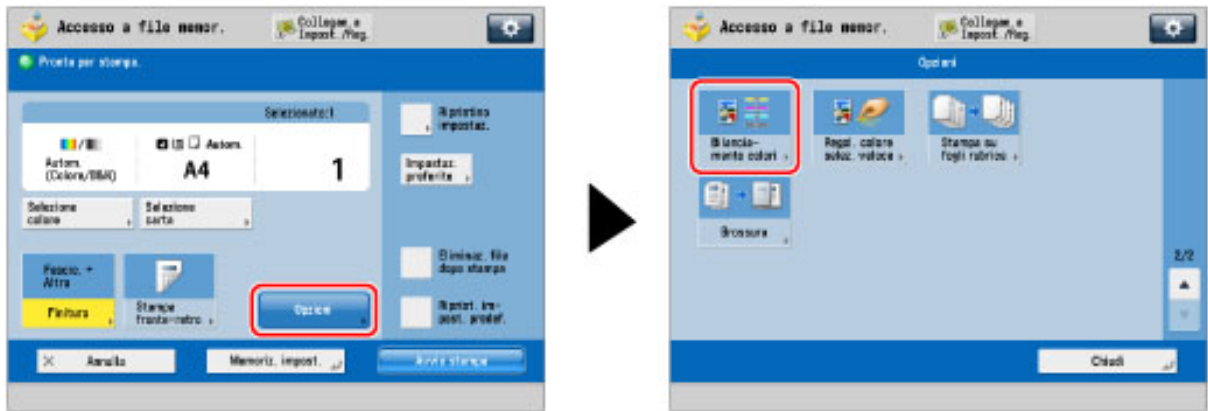 Accesso a file memor.
Collegam. e
Impost./Reg.
Pronta per stampa.
Selezionato:1
Autom.
(Colore/B&N)
Autom.
A4
1
Ripristino
impostaz.
Impostaz.
preferite
Selezione
colore
Selezione
carta
Fascic. +
Altro
Finitura
Stampa
fronte-retro
Opzioni
Eliminaz. file
dopo stampa
Riprist. im-
post. predef.
Annulla
Memoriz. impost.
Avvia stampa
Accesso a file memor.
Collegam. e
Impost./Reg.
Opzioni
Bilancia-
mento colori
Regol. colore
selez. veloce
Stampa su
fogli rubrica
Brossura
2/2
Chiudi